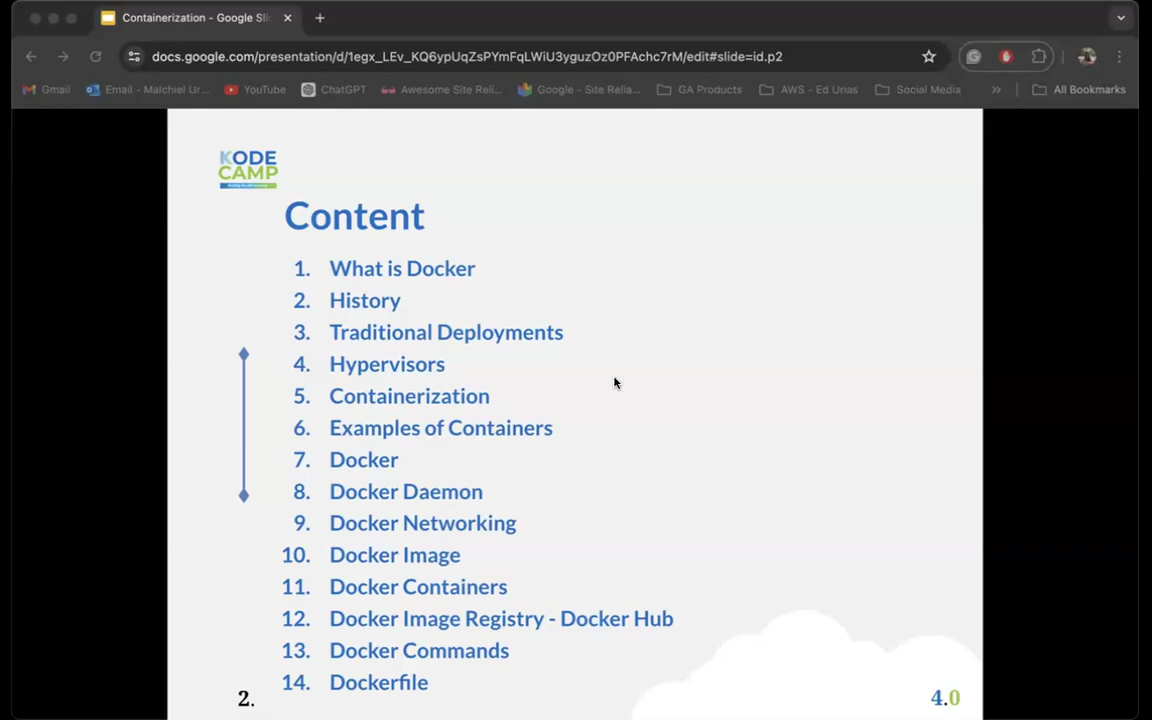 Containerization - Google Sli
docs.google.com/presentation/d/1egx_LEv_KQ6ypUqZsPYmFqLWiU3yguzOz0PFAchc7rM/edit#slide=id.p2
Gmail
Email - Malchiel Ur...
YouTube
ChatGPT
Awesome Site Reli...
Google - Site Relia...
GA Products
AWS - Ed Urias
Social Media
All Bookmarks
KODE
CAMP
Content
1. What is Docker
2. History
3. Traditional Deployments
4. Hypervisors
5. Containerization
6. Examples of Containers
7. Docker
8. Docker Daemon
9. Docker Networking
10. Docker Image
11. Docker Containers
12. Docker Image Registry - Docker Hub
13. Docker Commands
14. Dockerfile
2.
4.0